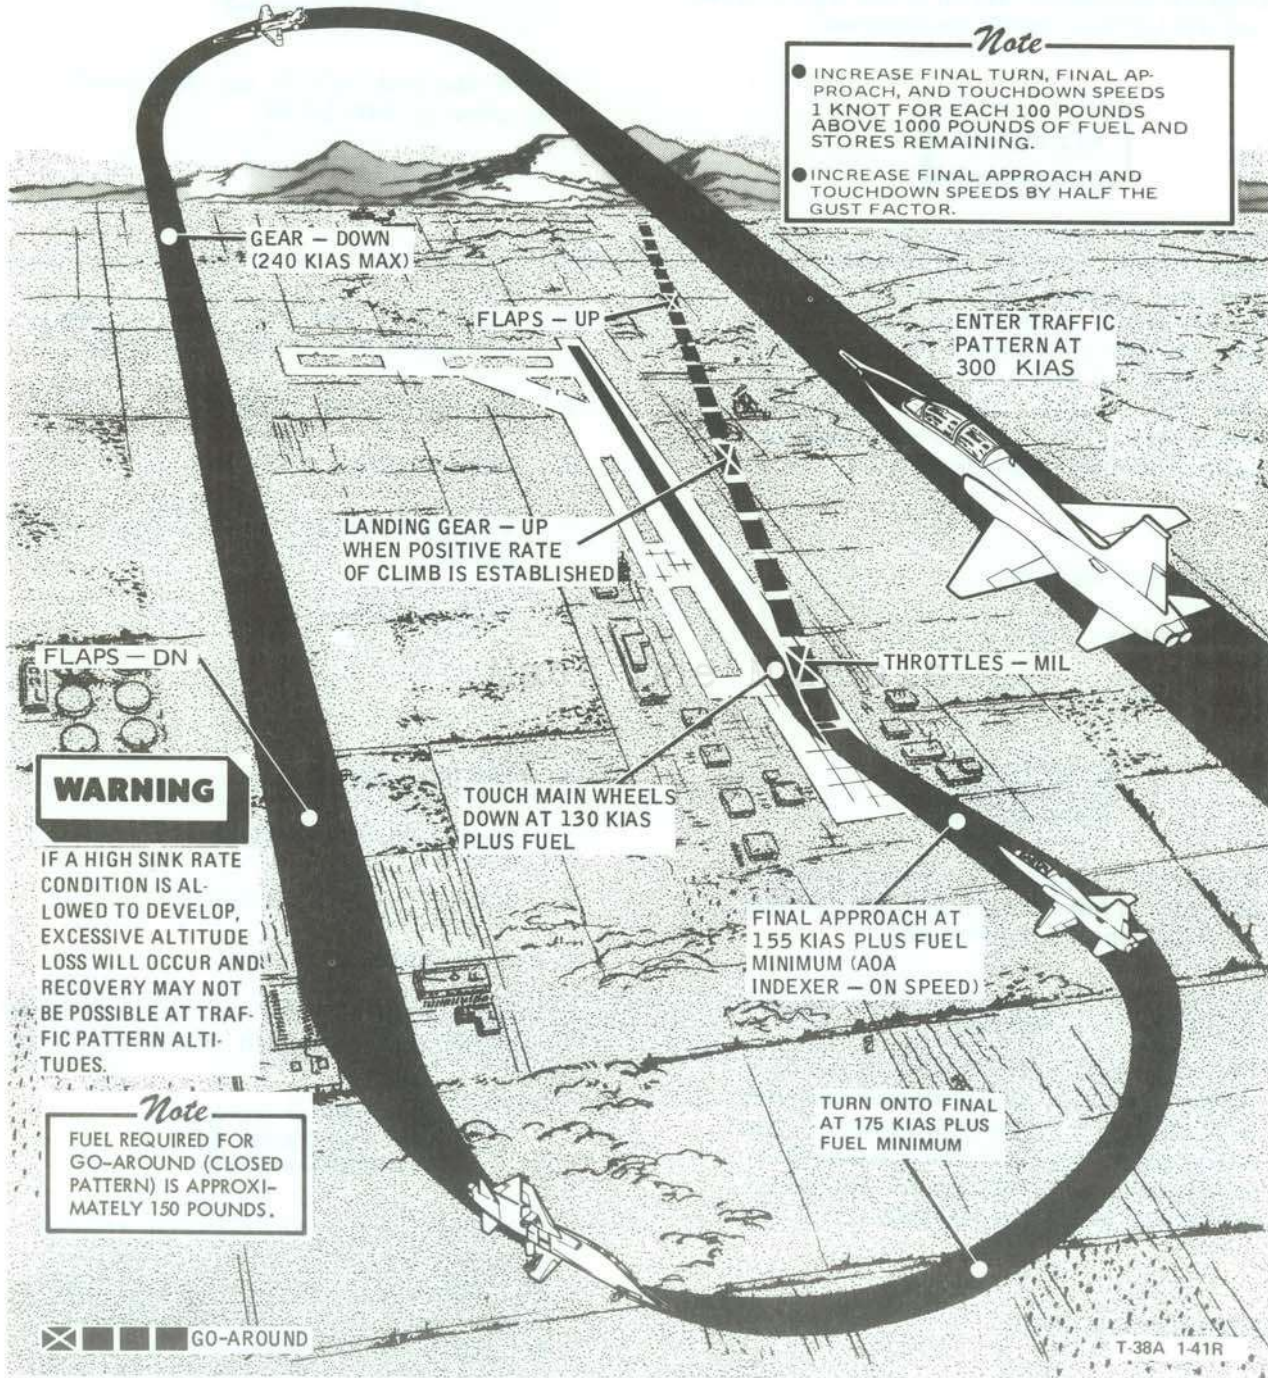 Note
● INCREASE FINAL TURN, FINAL AP-
PROACH, AND TOUCHDOWN SPEEDS
1 KNOT FOR EACH 100 POUNDS
ABOVE 1000 POUNDS OF FUEL AND
STORES REMAINING.
● INCREASE FINAL APPROACH AND
TOUCHDOWN SPEEDS BY HALF THE
GUST FACTOR.
GEAR – DOWN
(240 KIAS MAX)
FLAPS – UP
ENTER TRAFFIC
PATTERN AT
300 KIAS
LANDING GEAR – UP
WHEN POSITIVE RATE
OF CLIMB IS ESTABLISHED
FLAPS – DN
THROTTLES – MIL
WARNING
IF A HIGH SINK RATE
CONDITION IS AL-
LOWED TO DEVELOP,
EXCESSIVE ALTITUDE
LOSS WILL OCCUR AND
RECOVERY MAY NOT
BE POSSIBLE AT TRAF-
FIC PATTERN ALTI-
TUDES.
TOUCH MAIN WHEELS
DOWN AT 130 KIAS
PLUS FUEL
FINAL APPROACH AT
155 KIAS PLUS FUEL
MINIMUM (AOA
INDEXER – ON SPEED)
TURN ONTO FINAL
AT 175 KIAS PLUS
FUEL MINIMUM
Note
FUEL REQUIRED FOR
GO-AROUND (CLOSED
PATTERN) IS APPROXI-
MATELY 150 POUNDS.
GO-AROUND
T-38A 1-41R